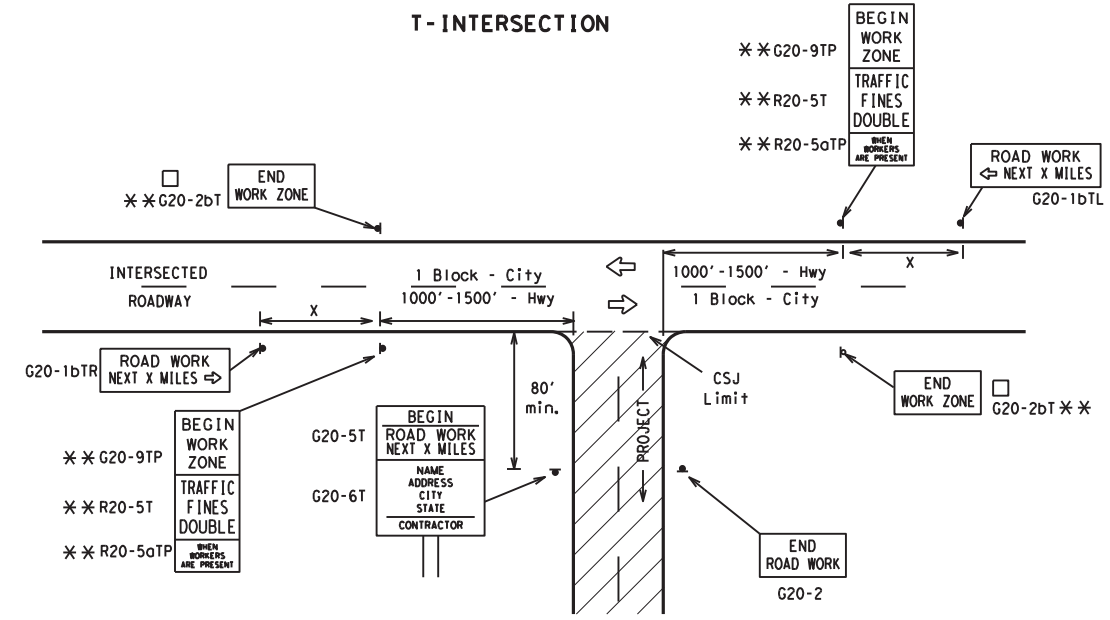 T-INTERSECTION
BEGIN
WORK
ZONE
**G20-9TP
TRAFFIC
FINES
DOUBLE
**R20-5T
WHEN
WORKERS
ARE PRESENT
**R20-5aTP
ROAD WORK
⇦ NEXT X MILES
G20-1bTL
END
WORK ZONE
□
**G20-2bT
INTERSECTED
ROADWAY
1 Block - City
1000'-1500' - Hwy
1000'-1500' - Hwy
1 Block - City
X
X
G20-1bTR
ROAD WORK
NEXT X MILES ⇨
80'
min.
CSJ
Limit
PROJECT
END
WORK ZONE
□
G20-2bT**
BEGIN
WORK
ZONE
**G20-9TP
TRAFFIC
FINES
DOUBLE
**R20-5T
WHEN
WORKERS
ARE PRESENT
**R20-5aTP
G20-5T
BEGIN
ROAD WORK
NEXT X MILES
G20-6T
NAME
ADDRESS
CITY
STATE
CONTRACTOR
END
ROAD WORK
G20-2